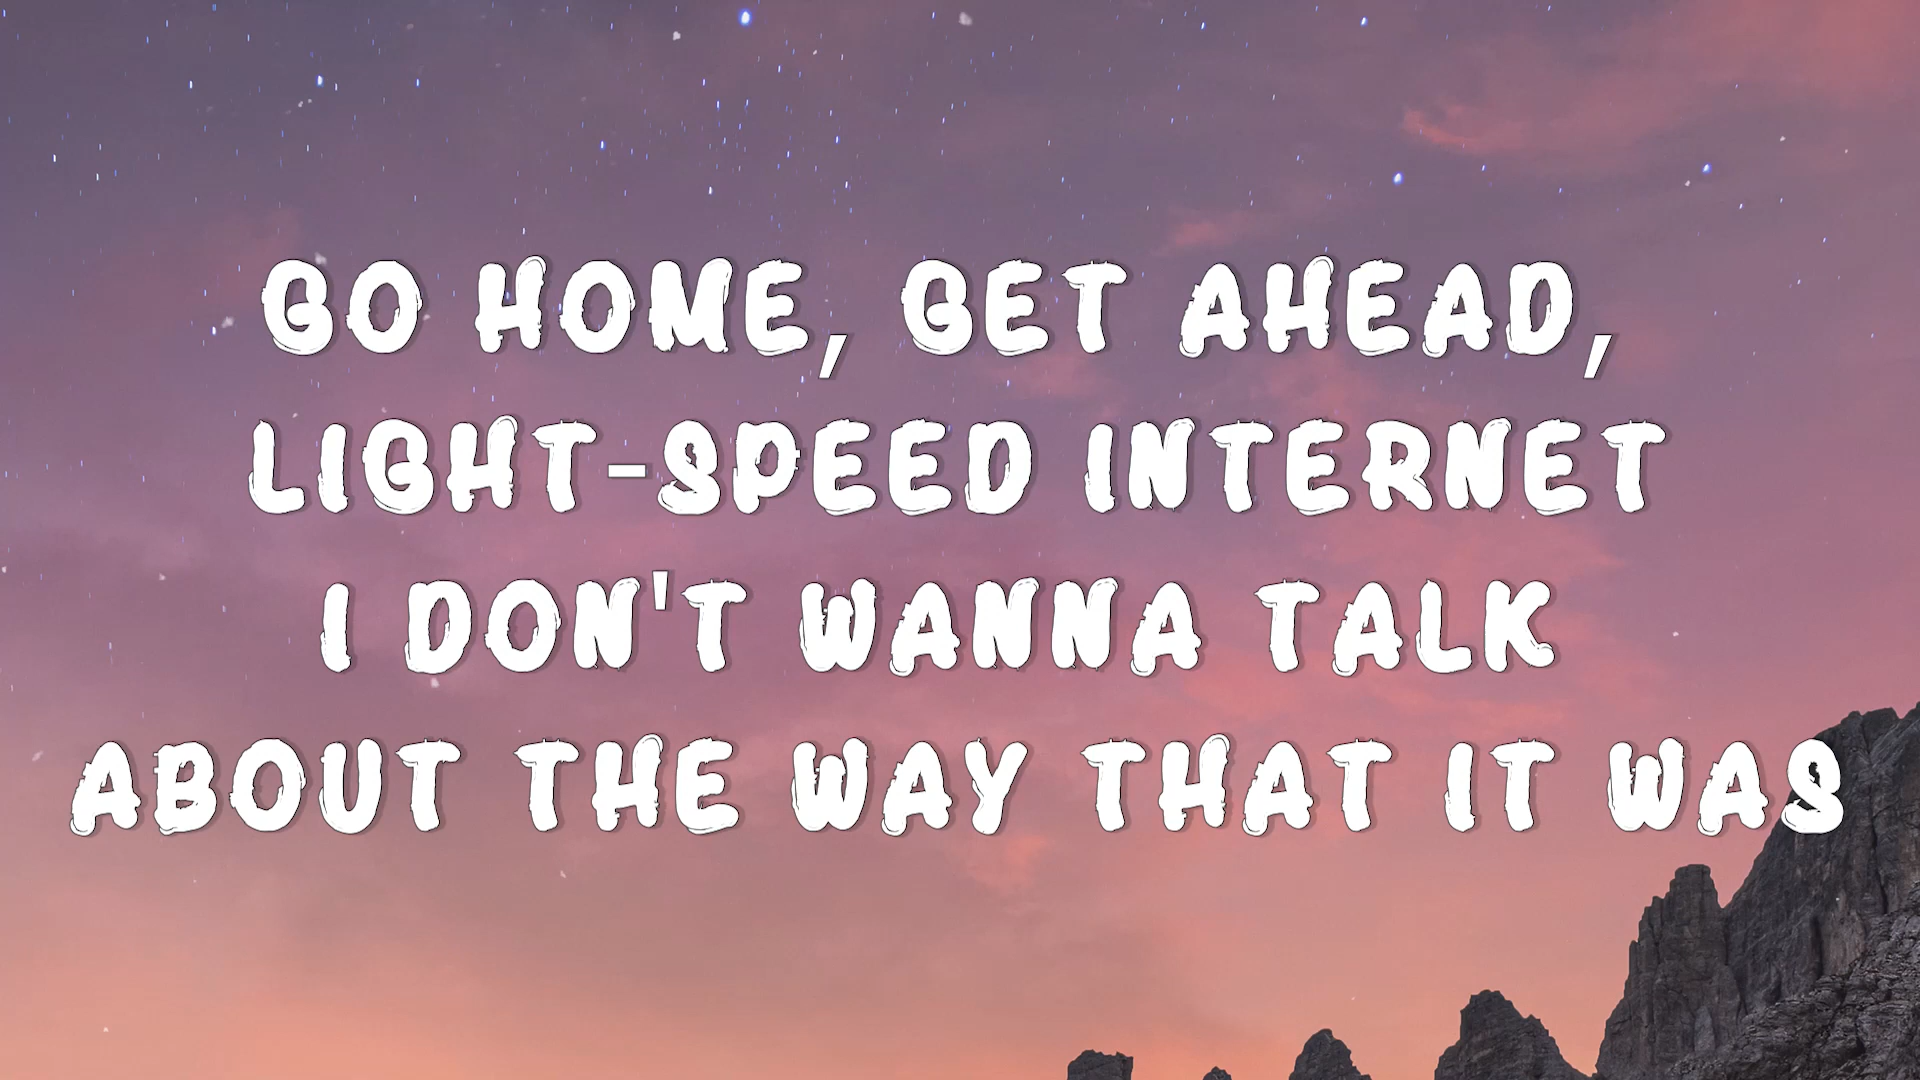 GO HOME, GET AHEAD,
LIGHT-SPEED INTERNET
I DON'T WANNA TALK
ABOUT THE WAY THAT IT WAS